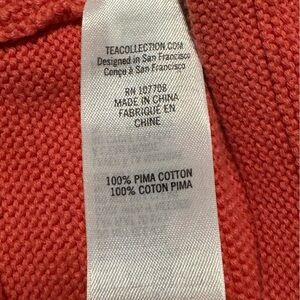 TEACOLLECTION.COM
Designed in San Francisco
Conçu à San Francisco
RN 107708
MADE IN CHINA
FABRIQUÉ EN
CHINE
100% PIMA COTTON
100% COTON PIMA